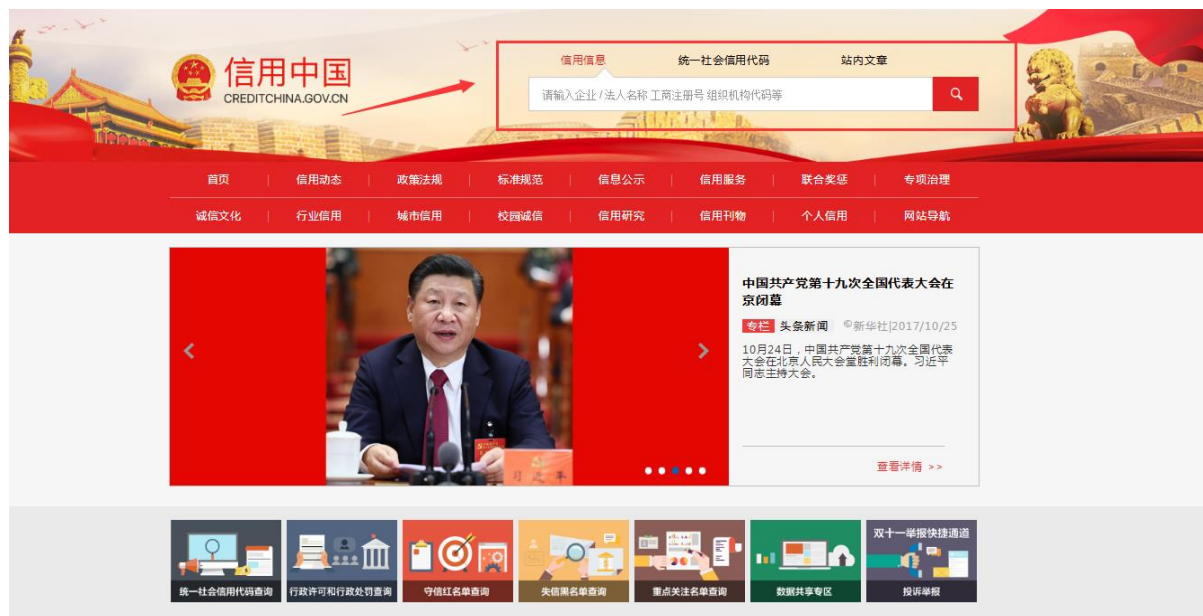 信用中国
CREDITCHINA.GOV.CN
信用信息 统一社会信用代码 站内文章
请输入企业/法人名称 工商注册号 组织机构代码等
首页 | 信用动态 | 政策法规 | 标准规范 | 信息公示 | 信用服务 | 联合奖惩 | 专项治理
诚信文化 | 行业信用 | 城市信用 | 校园诚信 | 信用研究 | 信用刊物 | 个人信用 | 网站导航
习近平
中国共产党第十九次全国代表大会在
京闭幕
专栏 头条新闻 ©新华社|2017/10/25
10月24日，中国共产党第十九次全国代表
大会在北京人民大会堂胜利闭幕。习近平
同志主持大会。
查看详情 >>
双十一举报快捷通道
统一社会信用代码查询 行政许可和行政处罚查询 守信红名单查询 失信黑名单查询 重点关注名单查询 数据共享专区 投诉举报